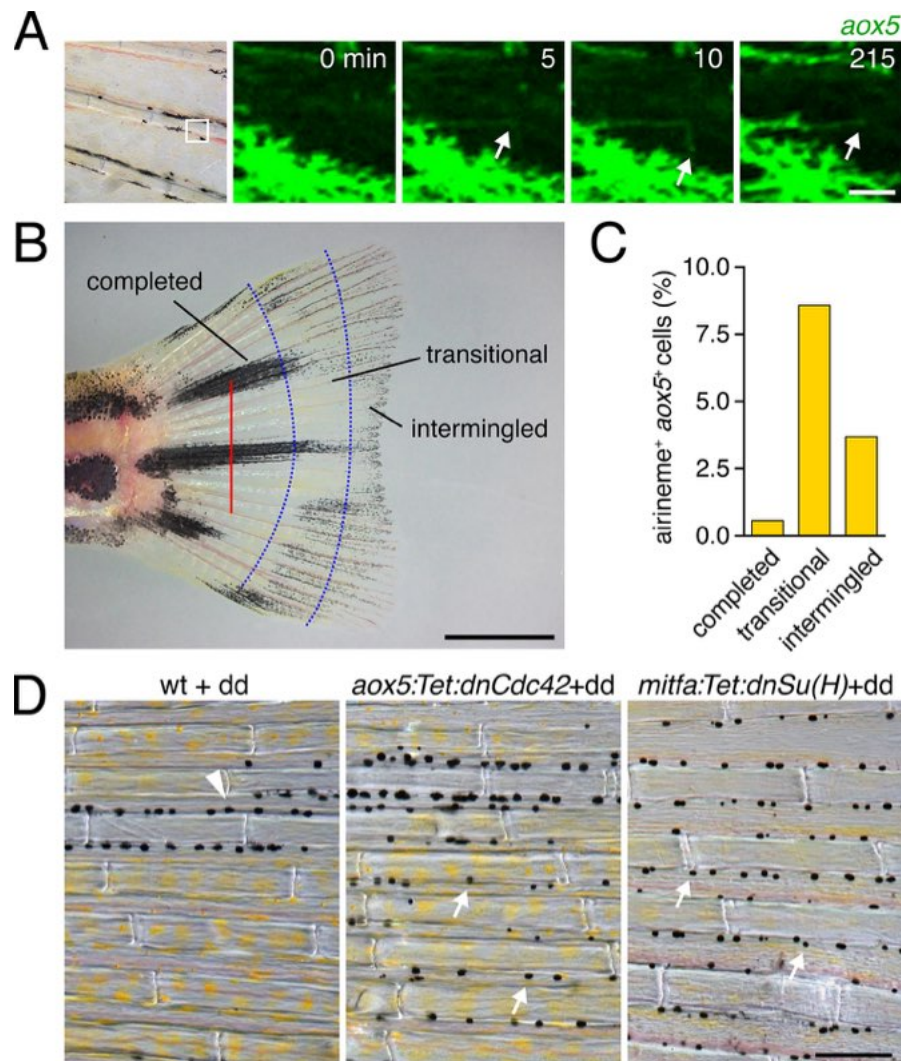 A
aox5
0 min
5
10
215
B
completed
transitional
intermingled
C
airineme⁺ aox5⁺ cells (%)
10.0
7.5
5.0
2.5
0.0
completed
transitional
intermingled
D
wt + dd
aox5:Tet:dnCdc42+dd
mitfa:Tet:dnSu(H)+dd